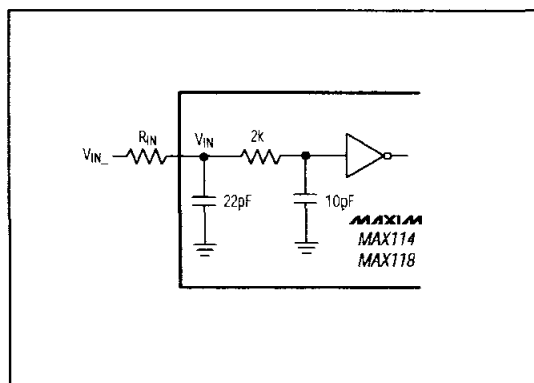 RIN
VIN
2k
VIN_
22pF
10pF
MAXIM
MAX114
MAX118